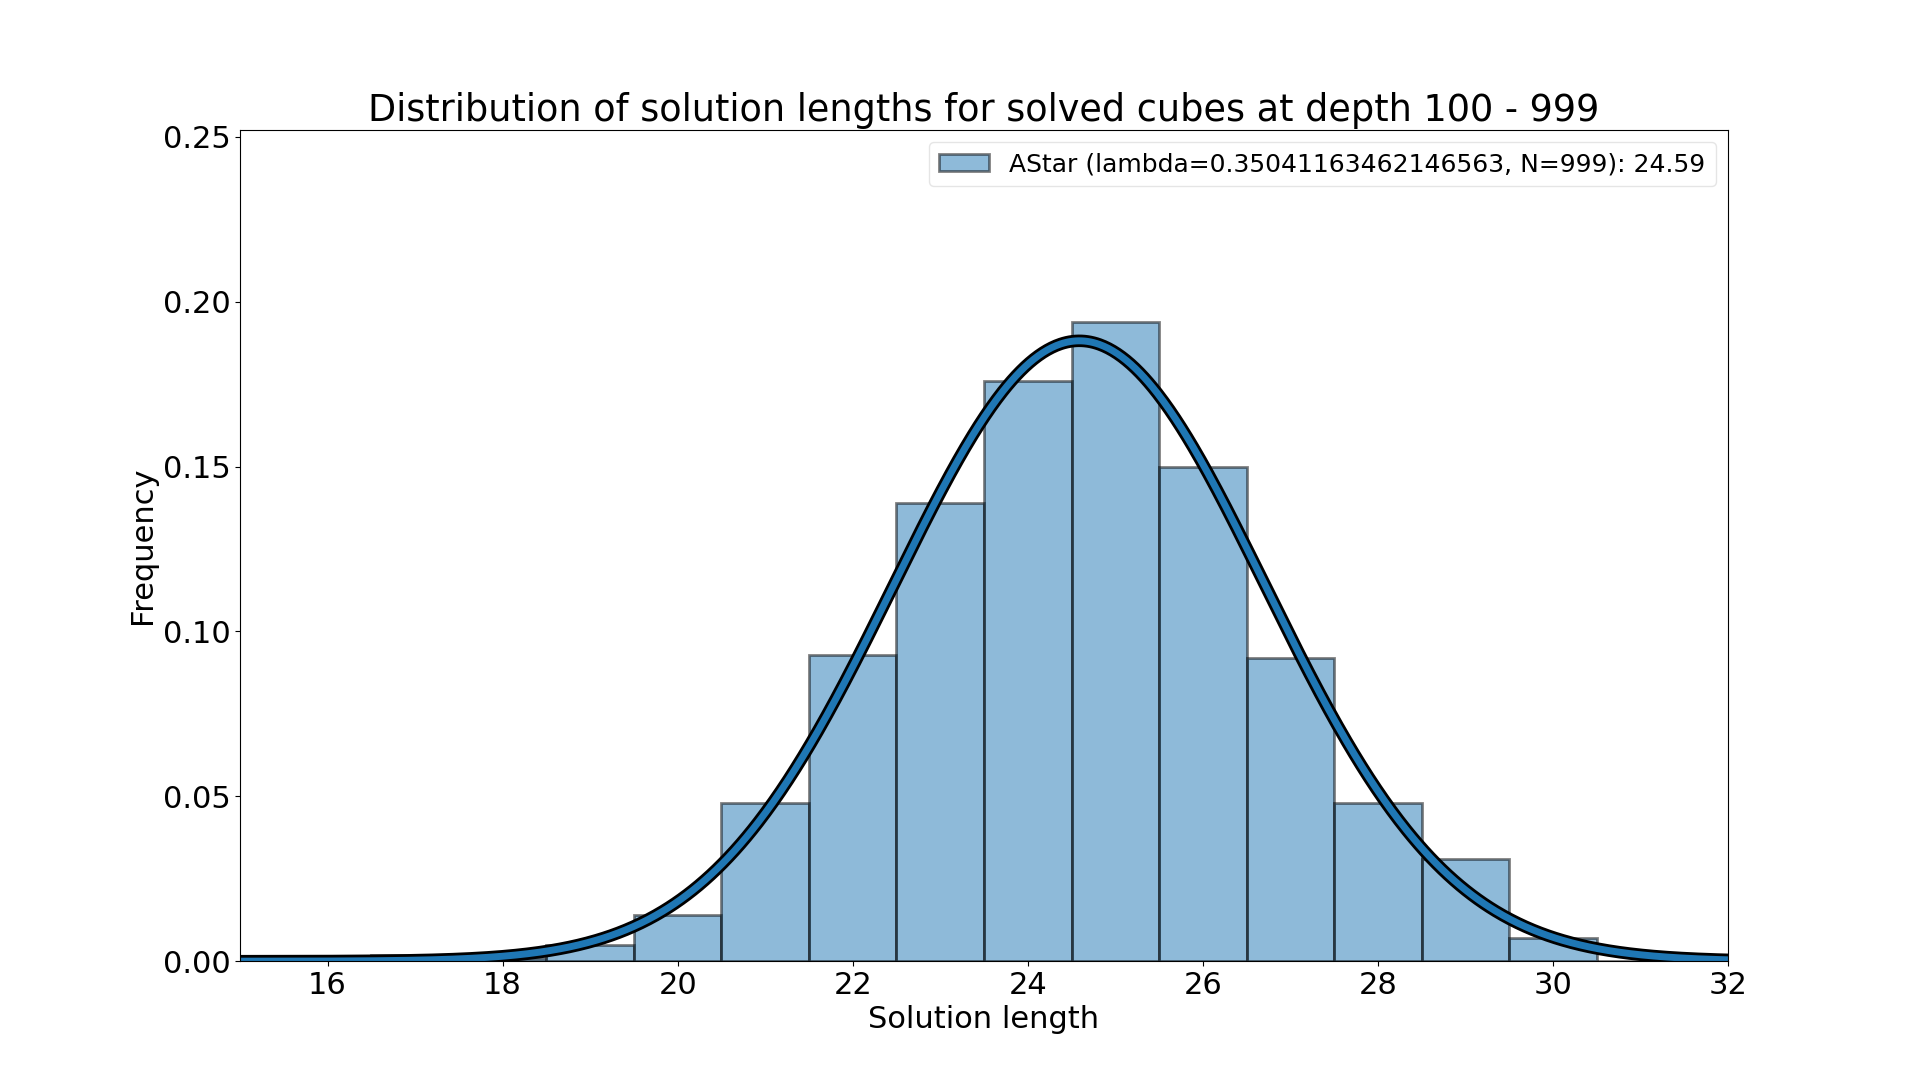 Distribution of solution lengths for solved cubes at depth 100 - 999
AStar (lambda=0.35041163462146563, N=999): 24.59
0.25
0.20
0.15
0.10
0.05
0.00
Frequency
16 18 20 22 24 26 28 30 32
Solution length